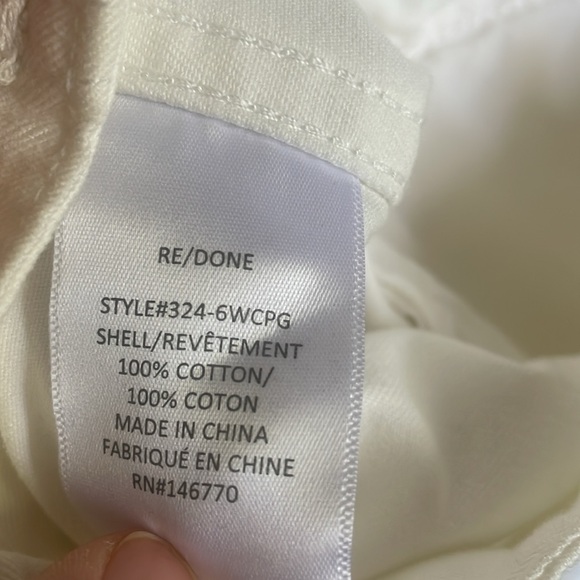 RE/DONE
STYLE#324-6WCPG
SHELL/REVÊTEMENT
100% COTTON/
100% COTON
MADE IN CHINA
FABRIQUÉ EN CHINE
RN#146770